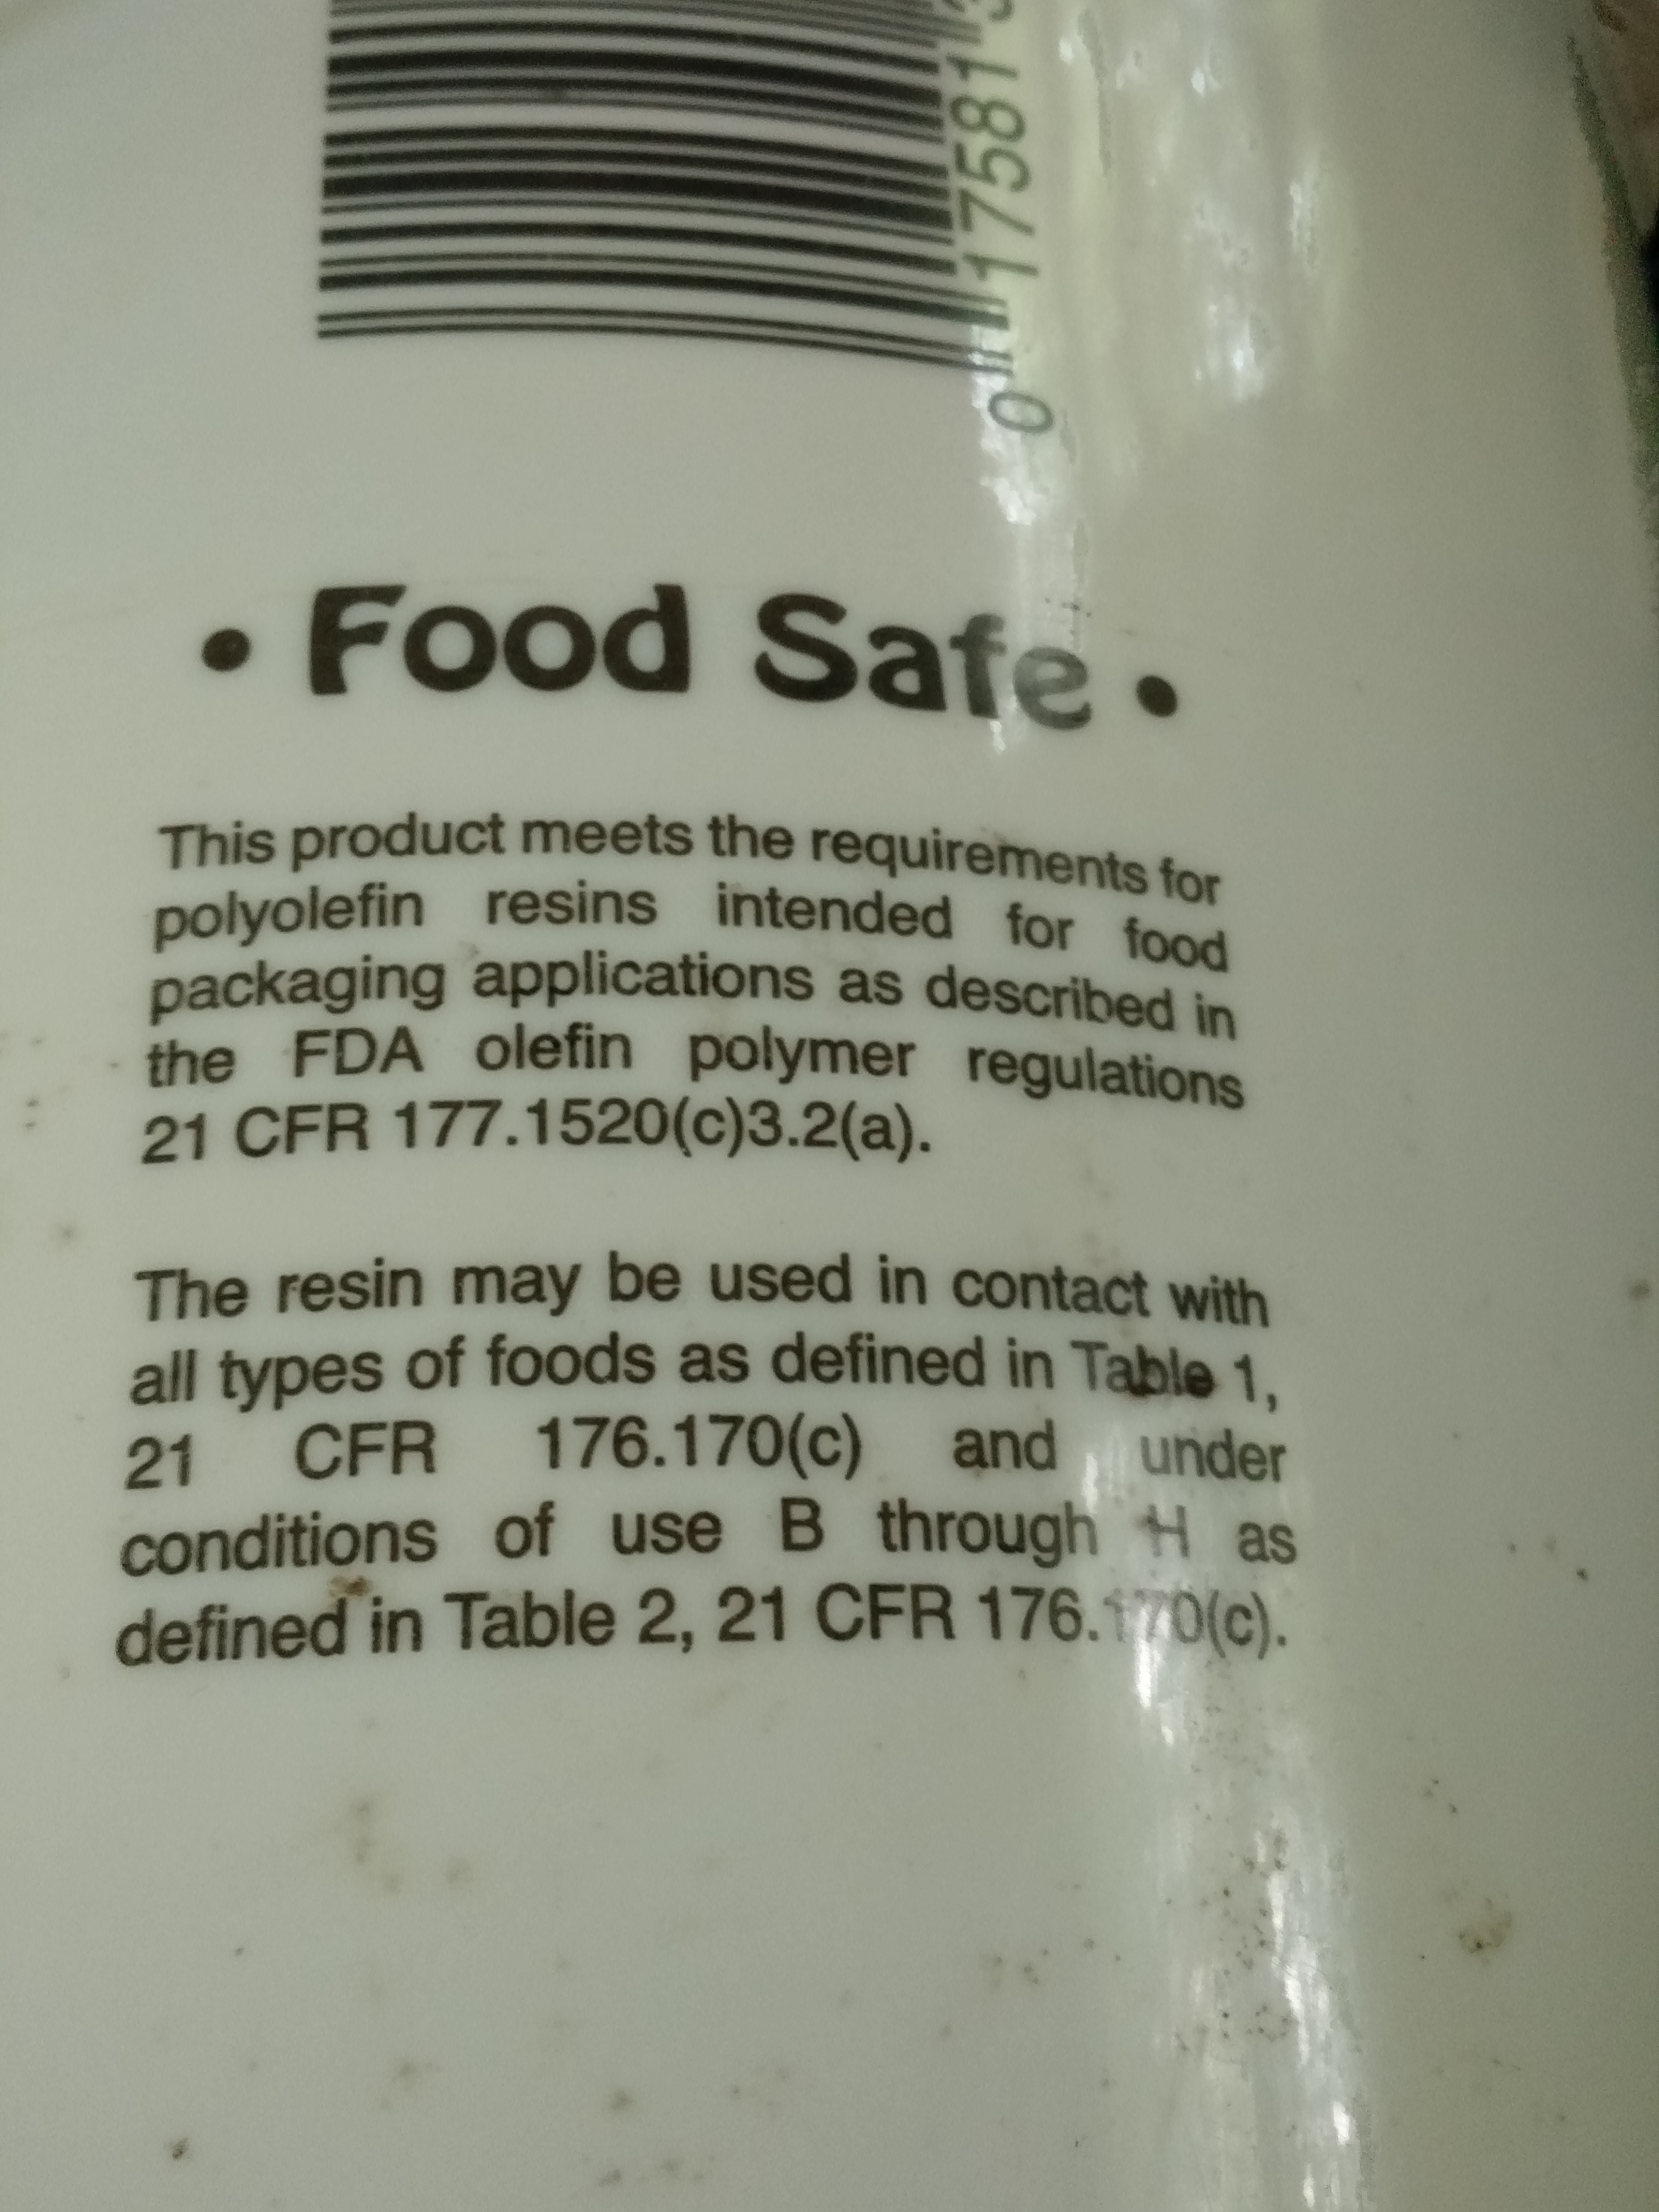 0 17581
• Food Safe •
This product meets the requirements for
polyolefin resins intended for food
packaging applications as described in
the FDA olefin polymer regulations
21 CFR 177.1520(c)3.2(a).
The resin may be used in contact with
all types of foods as defined in Table 1,
21 CFR 176.170(c) and under
conditions of use B through H as
defined in Table 2, 21 CFR 176.170(c).